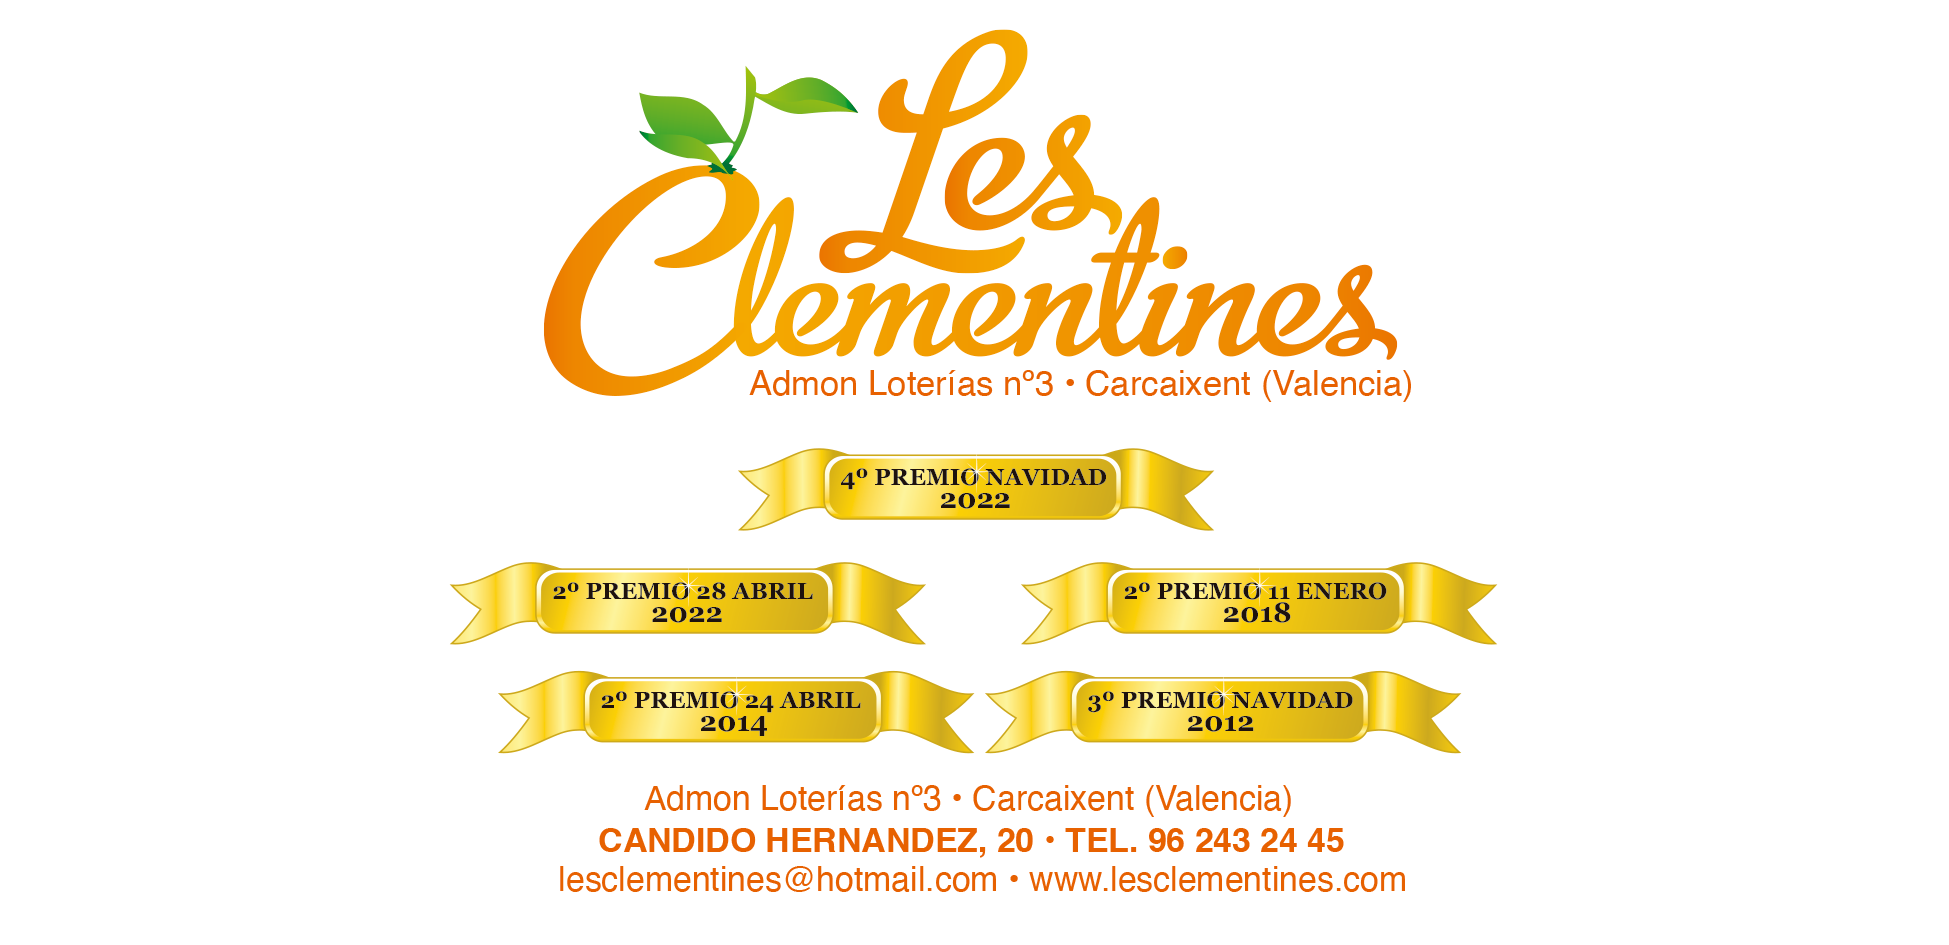 Les
Clementines
Admon Loterías nº3 • Carcaixent (Valencia)
4º PREMIO NAVIDAD
2022
2º PREMIO 28 ABRIL
2022
2º PREMIO 11 ENERO
2018
2º PREMIO 24 ABRIL
2014
3º PREMIO NAVIDAD
2012
Admon Loterías nº3 • Carcaixent (Valencia)
CANDIDO HERNANDEZ, 20 • TEL. 96 243 24 45
lesclementines@hotmail.com • www.lesclementines.com